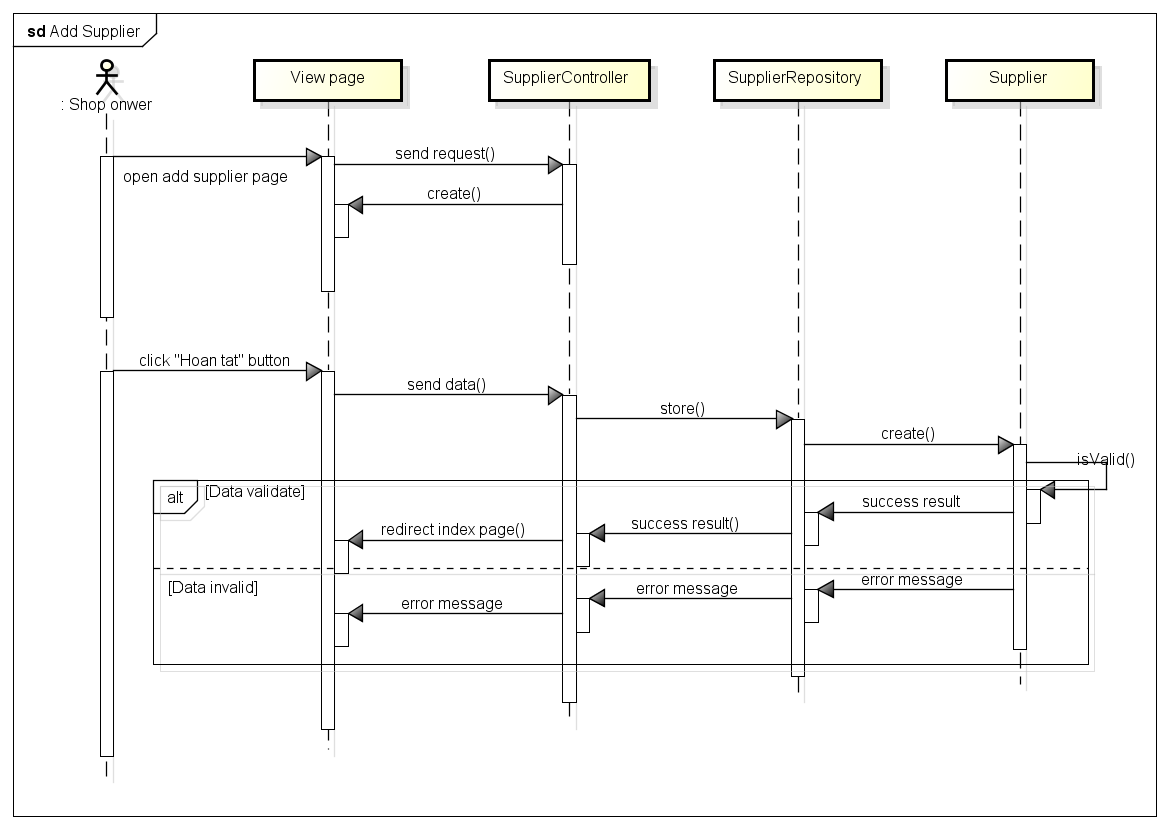 sd Add Supplier
: Shop onwer
View page
SupplierController
SupplierRepository
Supplier
send request()
open add supplier page
create()
click "Hoan tat" button
send data()
store()
create()
isValid()
alt
[Data validate]
success result
success result()
redirect index page()
[Data invalid]
error message
error message
error message